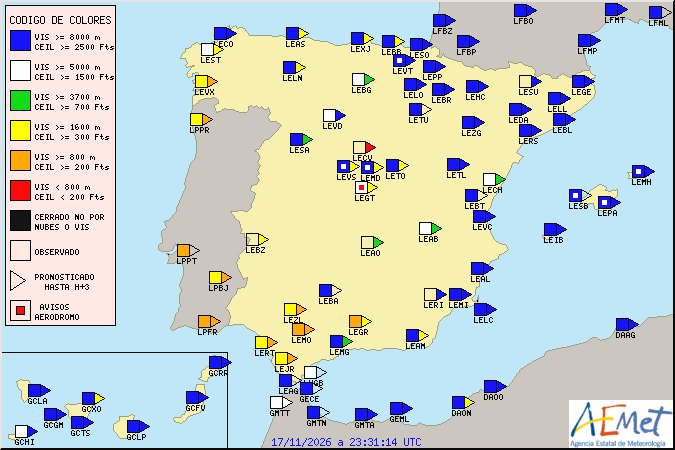 CODIGO DE COLORES
VIS >= 8000 m
CEIL >= 2500 Fts
VIS >= 5000 m
CEIL >= 1500 Fts
VIS >= 3700 m
CEIL >= 700 Fts
VIS >= 1600 m
CEIL >= 300 Fts
VIS >= 800 m
CEIL >= 200 Fts
VIS < 800 m
CEIL < 200 Fts
CERRADO NO POR
NUBES O VIS
OBSERVADO
PRONOSTICADO
HASTA H+3
AVISOS
AERODROMO
LECO
LEST
LEAS
LEXJ
LEBB
LESO
LFBZ
LFBP
LFBO
LFMT
LFML
LFMP
LEVX
LELN
LEBG
LEVT
LEPP
LELO
LEBR
LEHC
LESU
LEGE
LELL
LPPR
LEVD
LETU
LEZG
LEDA
LEBL
LERS
LESA
LECV
LEVS
LEMD
LETO
LEGT
LETL
LECH
LEBT
LEMH
LESB
LEPA
LEVC
LEIB
LEBZ
LEAO
LEAB
LPPT
LPBJ
LEBA
LEAL
LERI
LEMI
LELC
LPFR
LEZL
LEMO
LEGR
LEAM
LERT
LEMG
LEJR
LEAG
LXGB
GECE
GMTT
GMTN
GMTA
GEML
DAON
DAOO
DAAG
GCRR
GCLA
GCXO
GCFV
GCGM
GCTS
GCLP
GCHI
17/11/2026 a 23:31:14 UTC
AEMet
Agencia Estatal de Meteorología